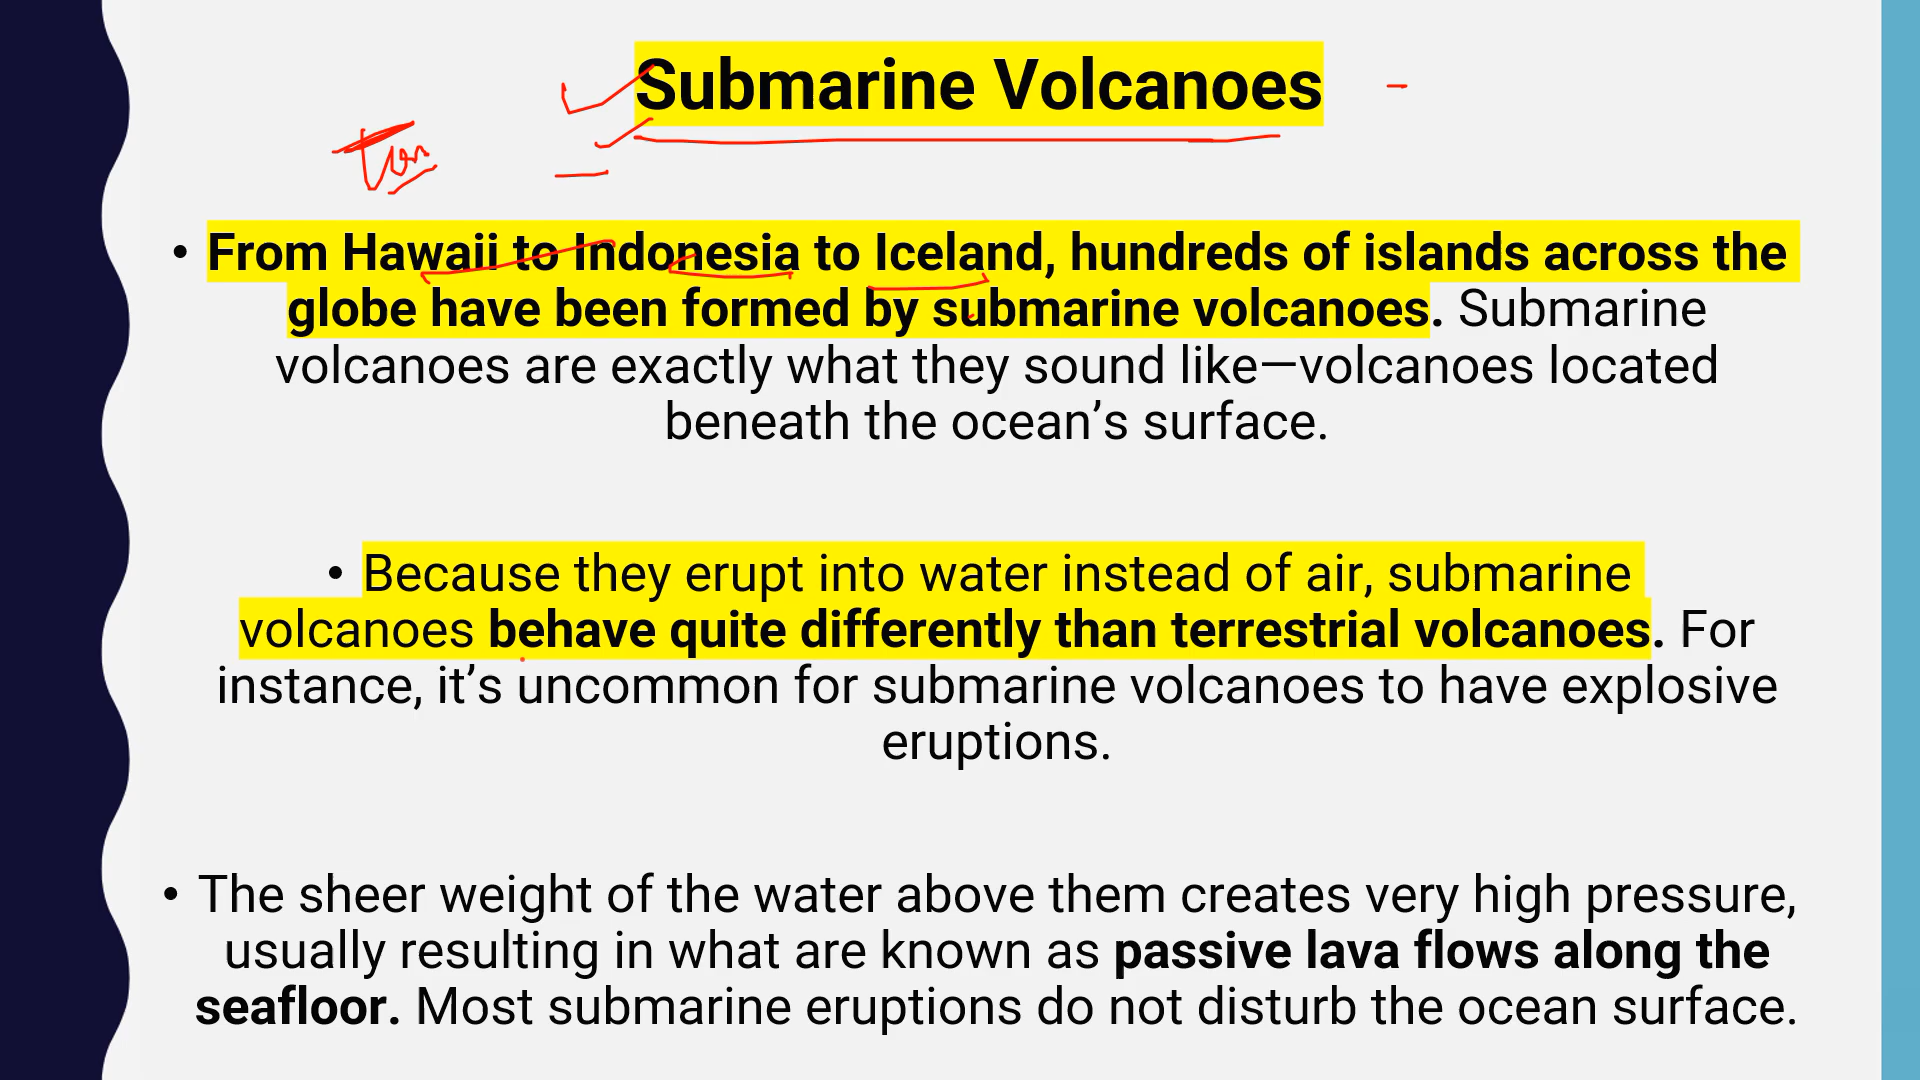 Submarine Volcanoes
• From Hawaii to Indonesia to Iceland, hundreds of islands across the
globe have been formed by submarine volcanoes. Submarine
volcanoes are exactly what they sound like—volcanoes located
beneath the ocean’s surface.
• Because they erupt into water instead of air, submarine
volcanoes behave quite differently than terrestrial volcanoes. For
instance, it’s uncommon for submarine volcanoes to have explosive
eruptions.
• The sheer weight of the water above them creates very high pressure,
usually resulting in what are known as passive lava flows along the
seafloor. Most submarine eruptions do not disturb the ocean surface.